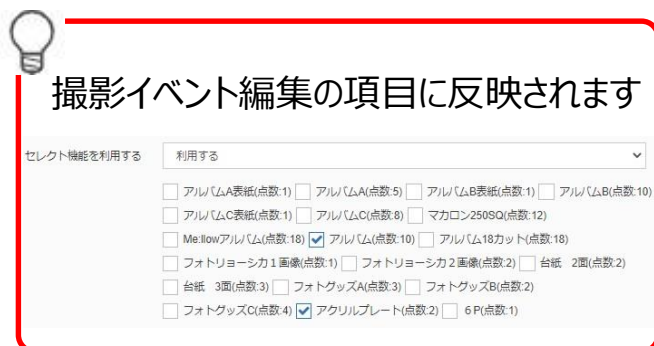 撮影イベント編集の項目に反映されます
セレクト機能を利用する 利用する
アルバムA表紙(点数:1) アルバムA(点数:5) アルバムB表紙(点数:1) アルバムB(点数:10)
アルバムC表紙(点数:1) アルバムC(点数:8) マカロン250SQ(点数:12)
Me:llowアルバム(点数:18) アルバム(点数:10) アルバム18カット(点数:18)
フォトリョーシカ１画像(点数:1) フォトリョーシカ２画像(点数:2) 台紙　2面(点数:2)
台紙　3面(点数:3) フォトグッズA(点数:3) フォトグッズB(点数:2)
フォトグッズC(点数:4) アクリルプレート(点数:2) ６P(点数:1)